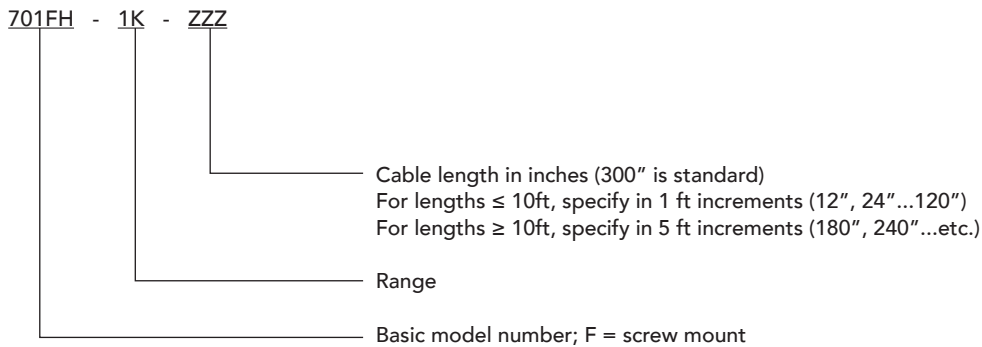 701FH - 1K - ZZZ
Cable length in inches (300” is standard)
For lengths ≤ 10ft, specify in 1 ft increments (12”, 24”...120”)
For lengths ≥ 10ft, specify in 5 ft increments (180”, 240”...etc.)
Range
Basic model number; F = screw mount